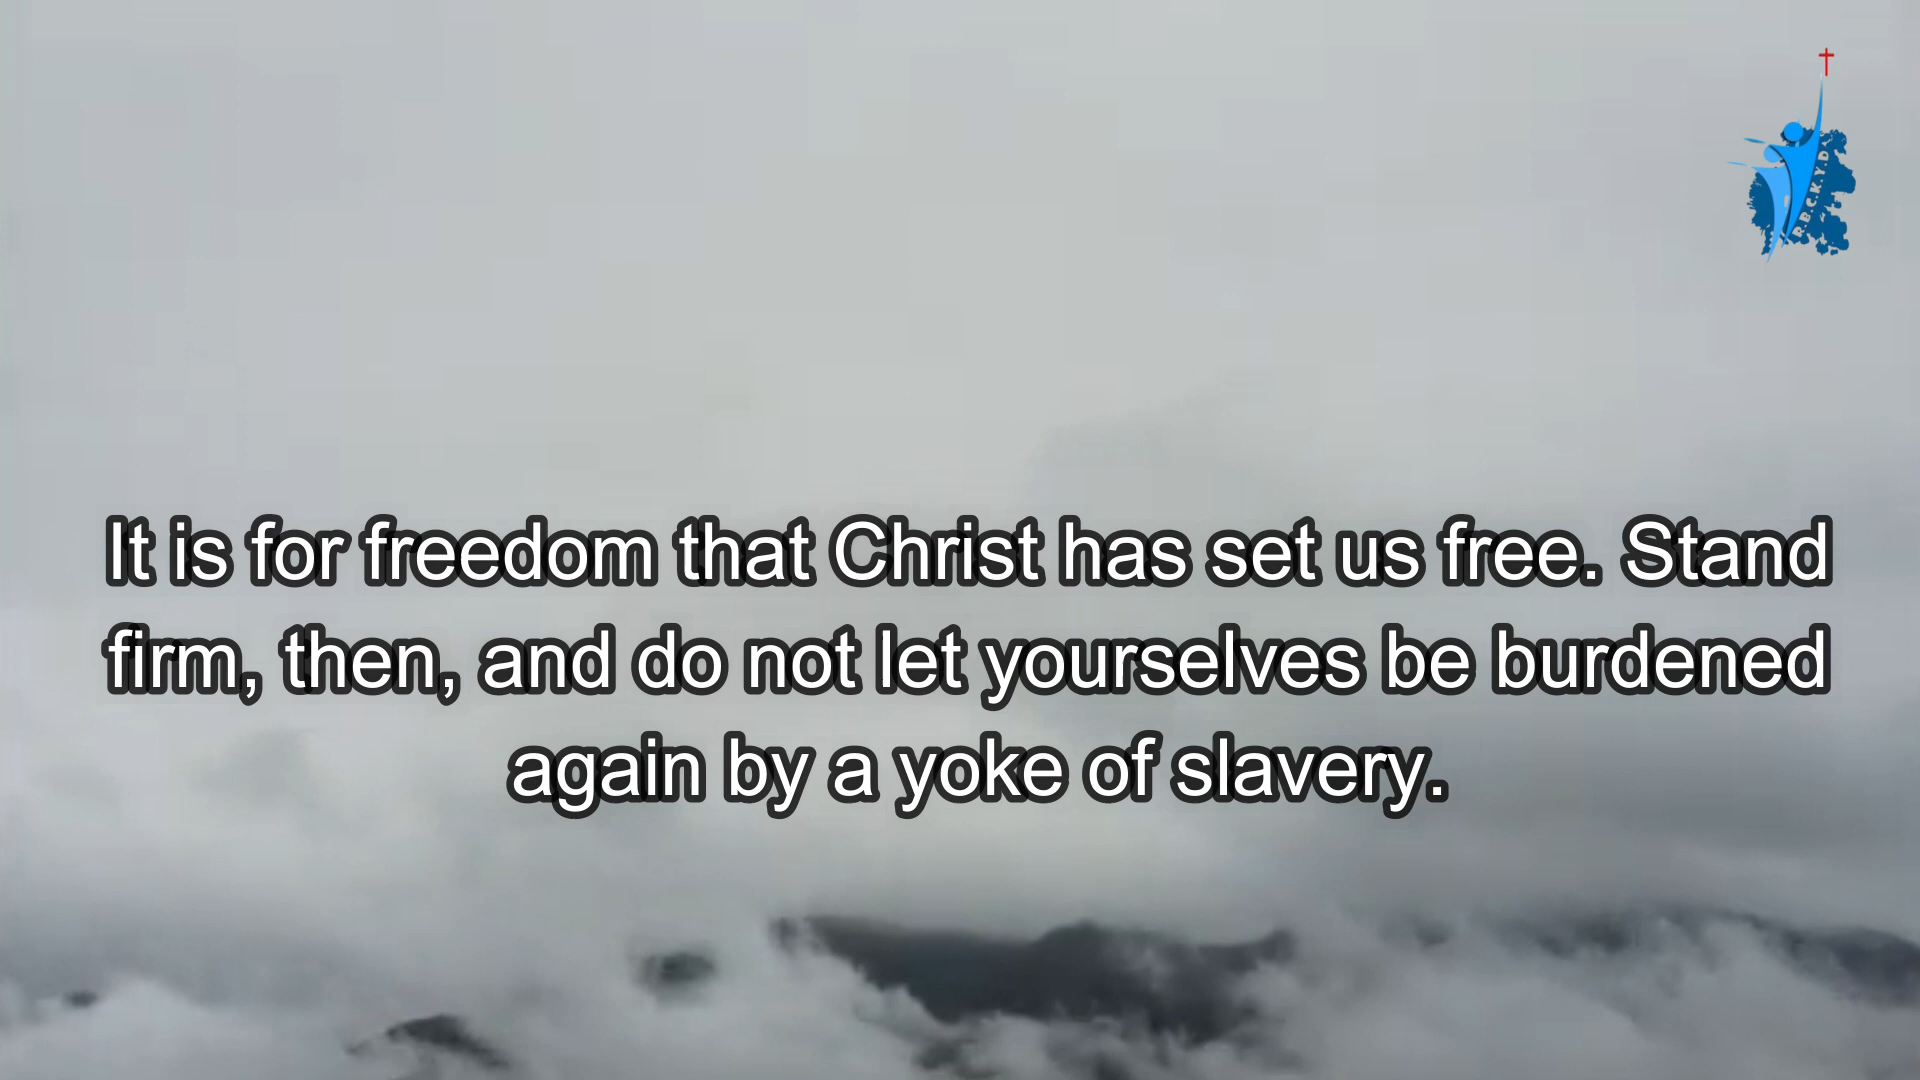 R.B.C.K.Y.D
It is for freedom that Christ has set us free. Stand
firm, then, and do not let yourselves be burdened
again by a yoke of slavery.